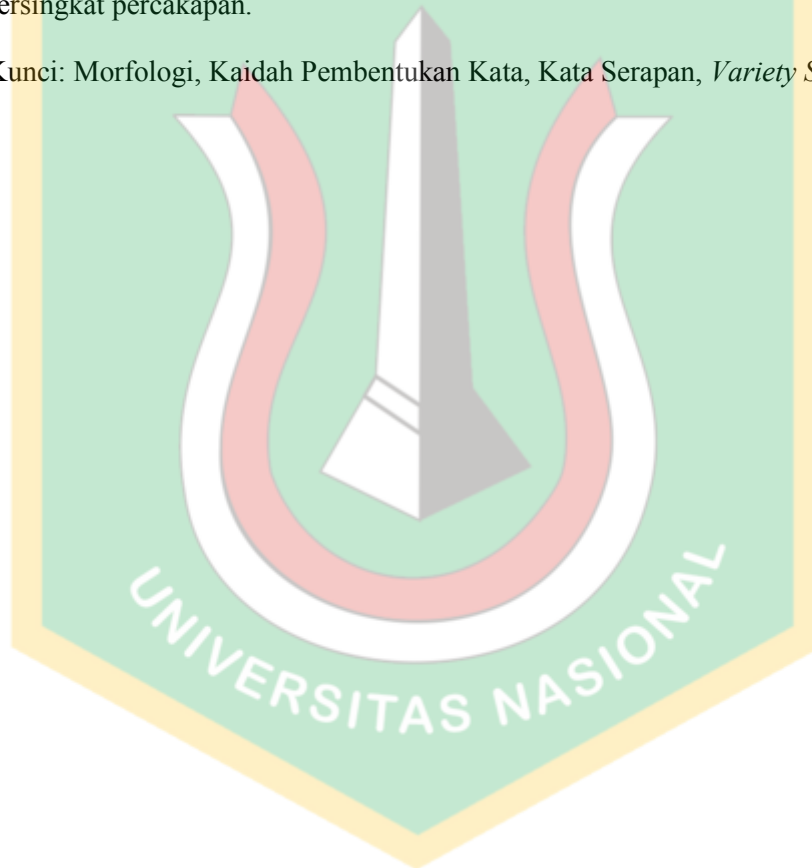 ersingkat percakapan.
Kunci: Morfologi, Kaidah Pembentukan Kata, Kata Serapan, Variety S
UNIVERSITAS NASIONAL